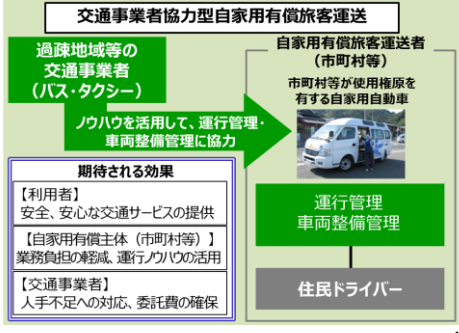 交通事業者協力型自家用有償旅客運送
過疎地域等の
交通事業者
（バス・タクシー）
ノウハウを活用して、運行管理・
車両整備管理に協力
自家用有償旅客運送者
（市町村等）
市町村等が使用権原を
有する自家用自動車
運行管理
車両整備管理
住民ドライバー
期待される効果
【利用者】
安全、安心な交通サービスの提供
【自家用有償主体（市町村等）】
業務負担の軽減、運行ノウハウの活用
【交通事業者】
人手不足への対応、委託費の確保